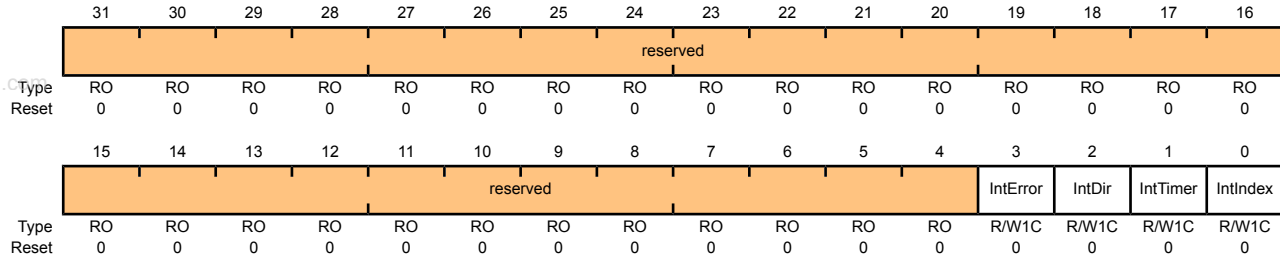 31 30 29 28 27 26 25 24 23 22 21 20 19 18 17 16
reserved
.com
Type RO RO RO RO RO RO RO RO RO RO RO RO RO RO RO RO
Reset 0 0 0 0 0 0 0 0 0 0 0 0 0 0 0 0
15 14 13 12 11 10 9 8 7 6 5 4 3 2 1 0
reserved IntError IntDir IntTimer IntIndex
Type RO RO RO RO RO RO RO RO RO RO RO RO R/W1C R/W1C R/W1C R/W1C
Reset 0 0 0 0 0 0 0 0 0 0 0 0 0 0 0 0